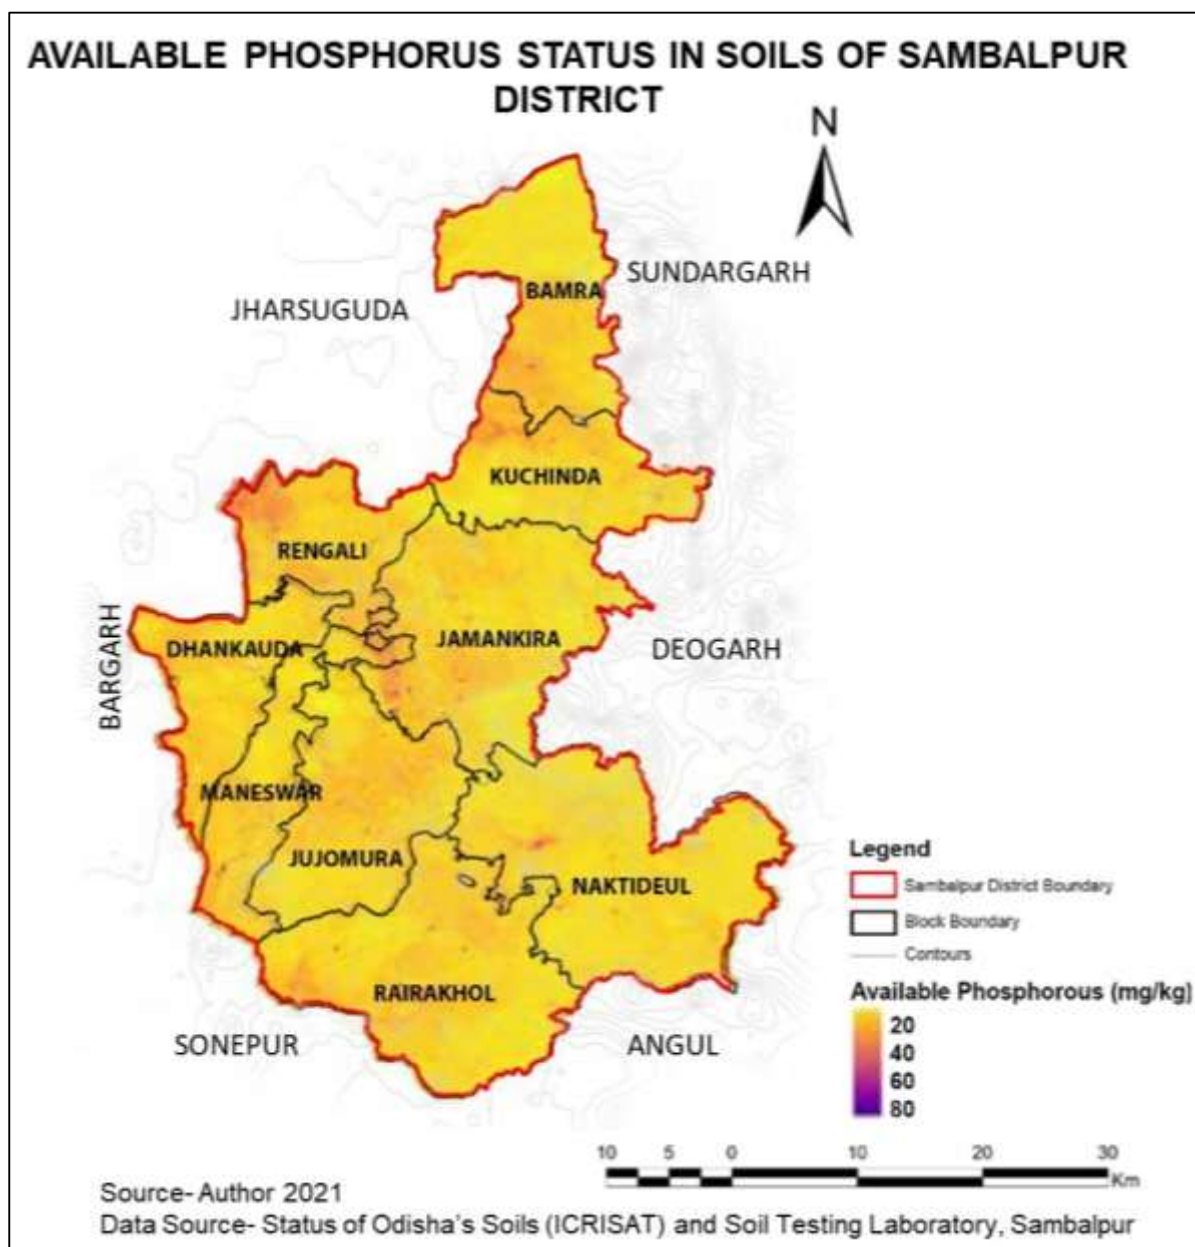 AVAILABLE PHOSPHORUS STATUS IN SOILS OF SAMBALPUR
DISTRICT
N
SUNDARGARH
BAMRA
JHARSUGUDA
KUCHINDA
RENGALI
BARGARH
DHANKAUDA
JAMANKIRA
DEOGARH
MANESWAR
JUJOMURA
NAKTIDEUL
RAIRAKHOL
SONEPUR
ANGUL
Legend
Sambalpur District Boundary
Block Boundary
Contours
Available Phosphorous (mg/kg)
20
40
60
80
10 5 0 10 20 30
Km
Source- Author 2021
Data Source- Status of Odisha's Soils (ICRISAT) and Soil Testing Laboratory, Sambalpur